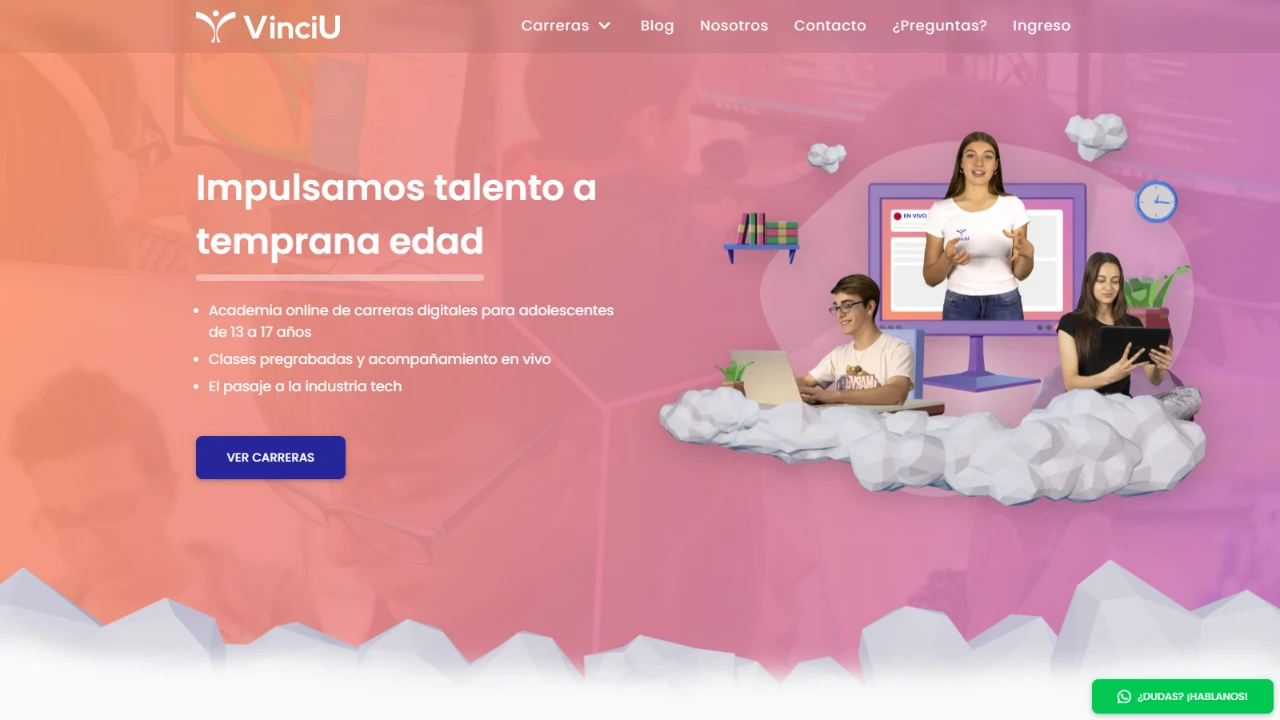 VinciU
Carreras
Blog
Nosotros
Contacto
¿Preguntas?
Ingreso
Impulsamos talento a
temprana edad
EN VIVO
Academia online de carreras digitales para adolescentes
de 13 a 17 años
Clases pregrabadas y acompañamiento en vivo
El pasaje a la industria tech
VER CARRERAS
¿DUDAS? ¡HABLANOS!